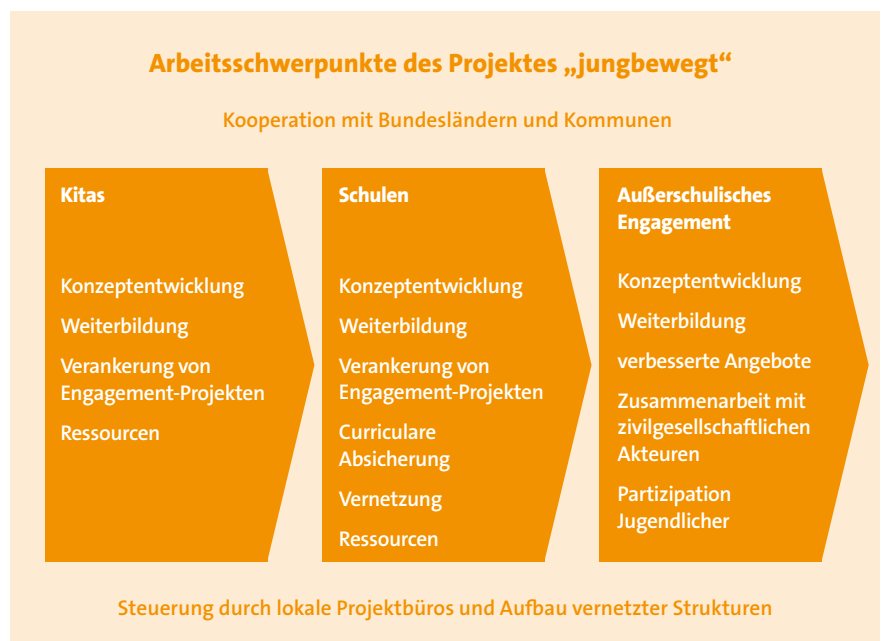 Arbeitsschwerpunkte des Projektes „jungbewegt“
Kooperation mit Bundesländern und Kommunen
Kitas
Konzeptentwicklung
Weiterbildung
Verankerung von
Engagement-Projekten
Ressourcen
Schulen
Konzeptentwicklung
Weiterbildung
Verankerung von
Engagement-Projekten
Curriculare
Absicherung
Vernetzung
Ressourcen
Außerschulisches
Engagement
Konzeptentwicklung
Weiterbildung
verbesserte Angebote
Zusammenarbeit mit
zivilgesellschaftlichen
Akteuren
Partizipation
Jugendlicher
Steuerung durch lokale Projektbüros und Aufbau vernetzter Strukturen